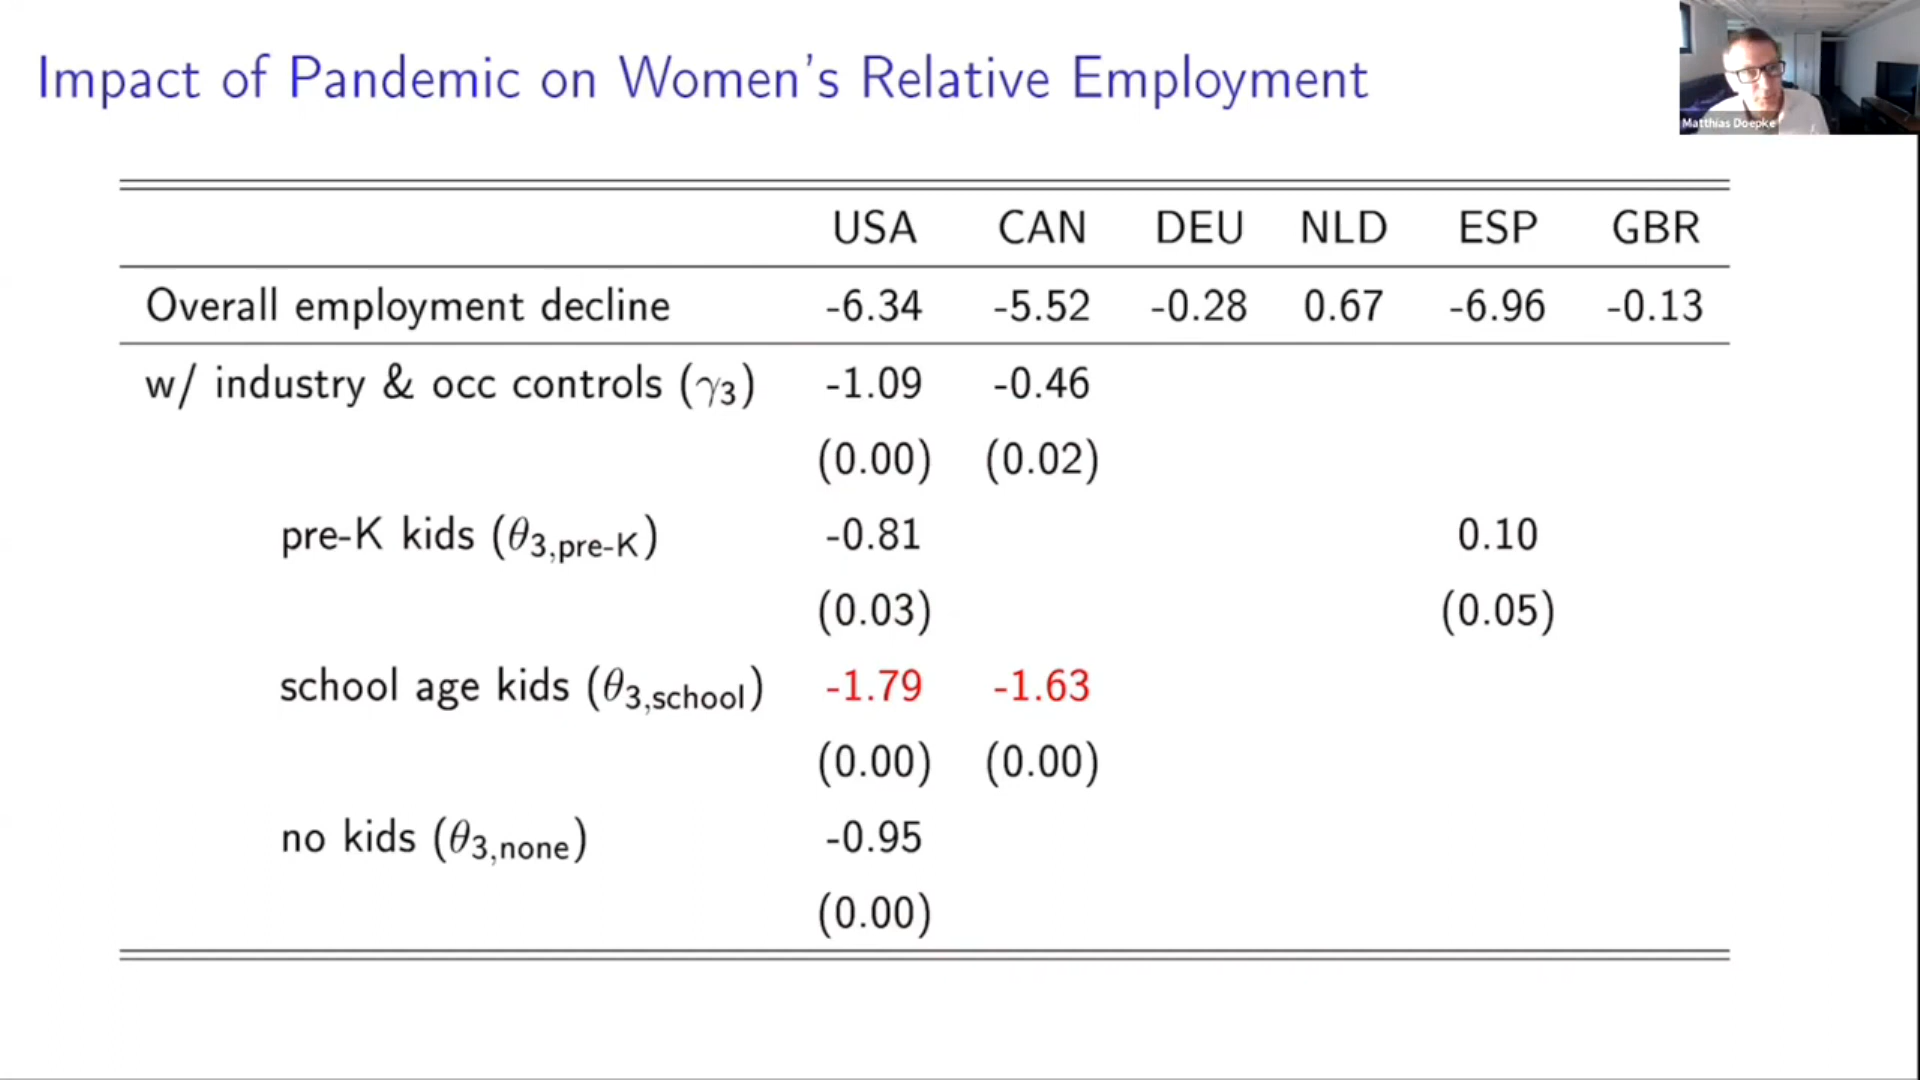 Impact of Pandemic on Women's Relative Employment
Matthias Doepke
USA CAN DEU NLD ESP GBR
Overall employment decline -6.34 -5.52 -0.28 0.67 -6.96 -0.13
w/ industry & occ controls (γ3) -1.09 -0.46
(0.00) (0.02)
pre-K kids (θ3,pre-K) -0.81 0.10
(0.03) (0.05)
school age kids (θ3,school) -1.79 -1.63
(0.00) (0.00)
no kids (θ3,none) -0.95
(0.00)